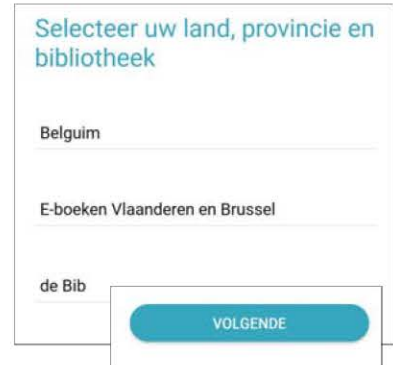 Selecteer uw land, provincie en
bibliotheek
Belguim
E-boeken Vlaanderen en Brussel
de Bib
VOLGENDE